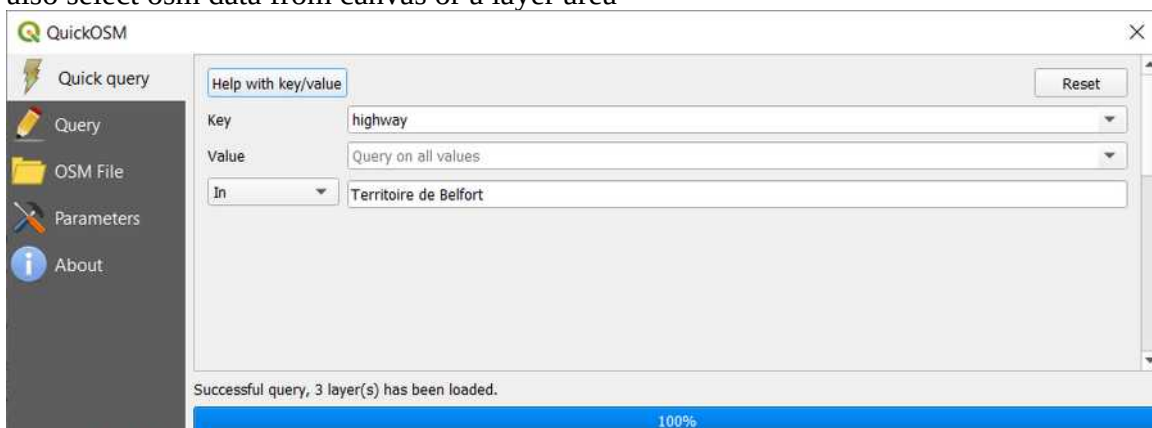 also select osm data from canvas or a layer area
QuickOSM
Quick query
Help with key/value
Reset
Query
Key
highway
Value
Query on all values
OSM File
In
Territoire de Belfort
Parameters
About
Successful query, 3 layer(s) has been loaded.
100%